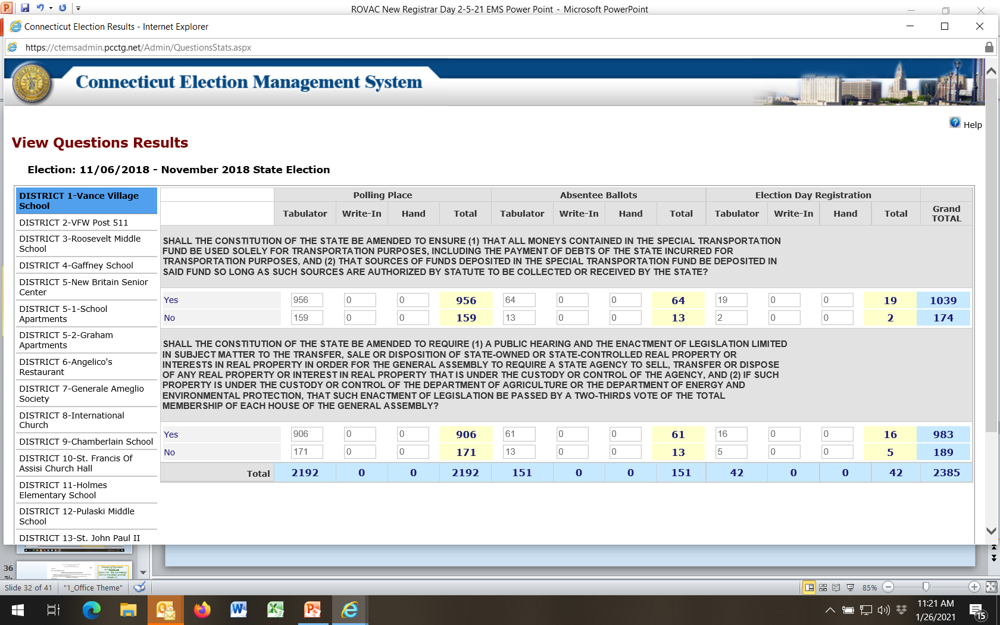 ROVAC New Registrar Day 2-5-21 EMS Power Point - Microsoft PowerPoint
Connecticut Election Results - Internet Explorer
https://ctemsadmin.pcctg.net/Admin/QuestionsStats.aspx
Connecticut Election Management System
Help
View Questions Results
Election: 11/06/2018 - November 2018 State Election
DISTRICT 1-Vance Village
School
DISTRICT 2-VFW Post 511
DISTRICT 3-Roosevelt Middle
School
DISTRICT 4-Gaffney School
DISTRICT 5-New Britain Senior
Center
DISTRICT 5-1-School
Apartments
DISTRICT 5-2-Graham
Apartments
DISTRICT 6-Angelico's
Restaurant
DISTRICT 7-Generale Ameglio
Society
DISTRICT 8-International
Church
DISTRICT 9-Chamberlain School
DISTRICT 10-St. Francis Of
Assisi Church Hall
DISTRICT 11-Holmes
Elementary School
DISTRICT 12-Pulaski Middle
School
DISTRICT 13-St. John Paul II
Polling Place Absentee Ballots Election Day Registration
Tabulator Write-In Hand Total Tabulator Write-In Hand Total Tabulator Write-In Hand Total Grand TOTAL
SHALL THE CONSTITUTION OF THE STATE BE AMENDED TO ENSURE (1) THAT ALL MONEYS CONTAINED IN THE SPECIAL TRANSPORTATION
FUND BE USED SOLELY FOR TRANSPORTATION PURPOSES, INCLUDING THE PAYMENT OF DEBTS OF THE STATE INCURRED FOR
TRANSPORTATION PURPOSES, AND (2) THAT SOURCES OF FUNDS DEPOSITED IN THE SPECIAL TRANSPORTATION FUND BE DEPOSITED IN
SAID FUND SO LONG AS SUCH SOURCES ARE AUTHORIZED BY STATUTE TO BE COLLECTED OR RECEIVED BY THE STATE?
Yes 956 0 0 956 64 0 0 64 19 0 0 19 1039
No 159 0 0 159 13 0 0 13 2 0 0 2 174
SHALL THE CONSTITUTION OF THE STATE BE AMENDED TO REQUIRE (1) A PUBLIC HEARING AND THE ENACTMENT OF LEGISLATION LIMITED
IN SUBJECT MATTER TO THE TRANSFER, SALE OR DISPOSITION OF STATE-OWNED OR STATE-CONTROLLED REAL PROPERTY OR
INTERESTS IN REAL PROPERTY IN ORDER FOR THE GENERAL ASSEMBLY TO REQUIRE A STATE AGENCY TO SELL, TRANSFER OR DISPOSE
OF ANY REAL PROPERTY OR INTEREST IN REAL PROPERTY THAT IS UNDER THE CUSTODY OR CONTROL OF THE AGENCY, AND (2) IF SUCH
PROPERTY IS UNDER THE CUSTODY OR CONTROL OF THE DEPARTMENT OF AGRICULTURE OR THE DEPARTMENT OF ENERGY AND
ENVIRONMENTAL PROTECTION, THAT SUCH ENACTMENT OF LEGISLATION BE PASSED BY A TWO-THIRDS VOTE OF THE TOTAL
MEMBERSHIP OF EACH HOUSE OF THE GENERAL ASSEMBLY?
Yes 906 0 0 906 61 0 0 61 16 0 0 16 983
No 171 0 0 171 13 0 0 13 5 0 0 5 189
Total 2192 0 0 2192 151 0 0 151 42 0 0 42 2385
36
Slide 32 of 41 "1_Office Theme" 85%
11:21 AM
1/26/2021
15